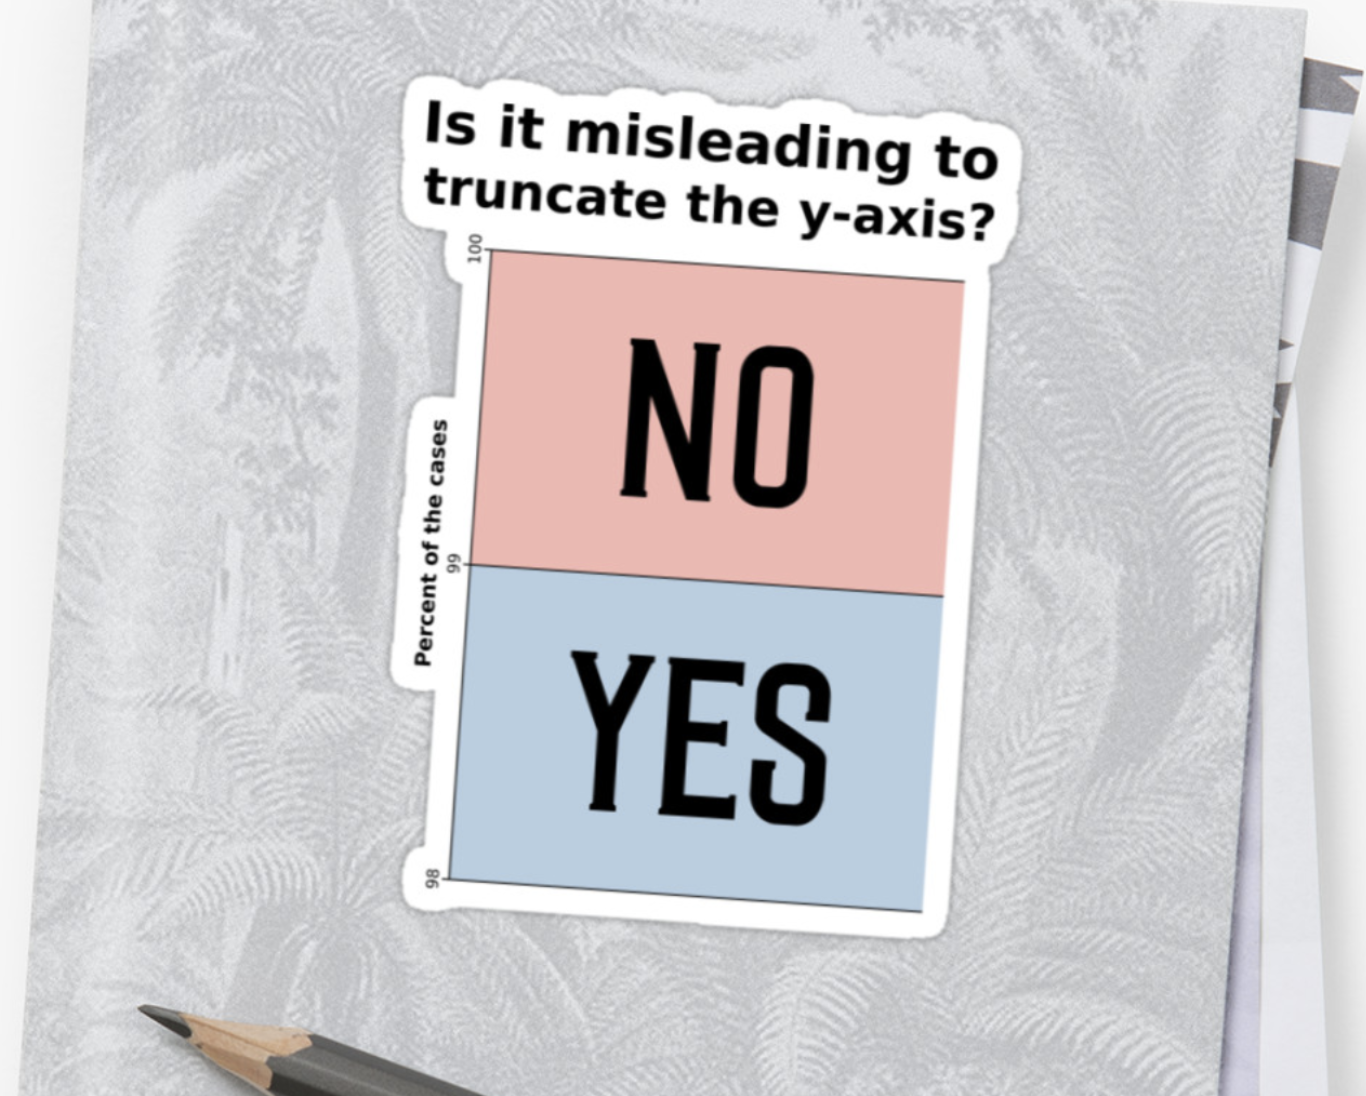 Is it misleading to
truncate the y-axis?
100
NO
Percent of the cases
99
YES
98